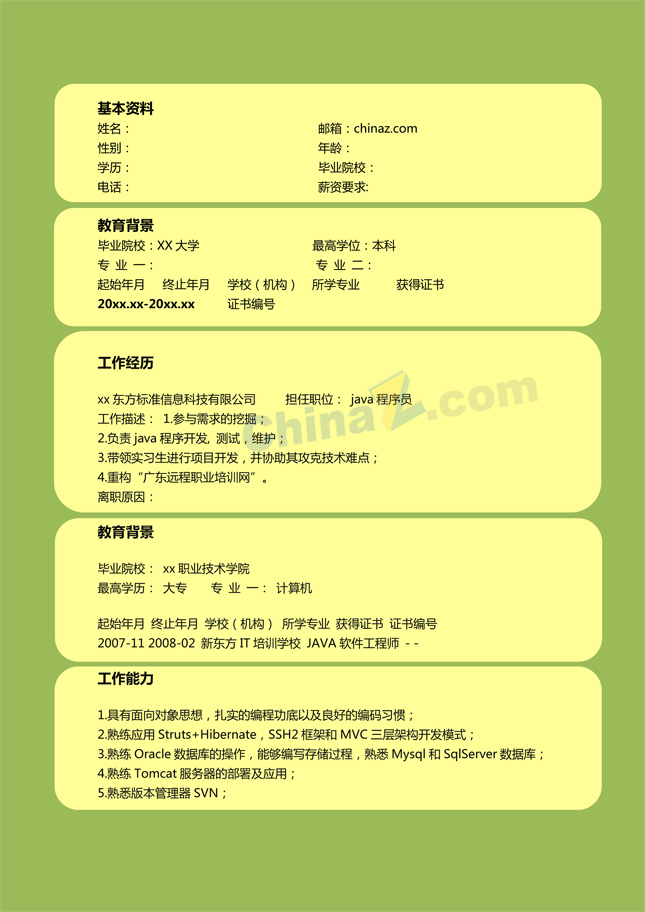 基本资料
姓名： 邮箱：chinaz.com
性别： 年龄：
学历： 毕业院校：
电话： 薪资要求:
教育背景
毕业院校：XX 大学 最高学位：本科
专 业 一： 专 业 二：
起始年月 终止年月 学校（机构） 所学专业 获得证书
20xx.xx-20xx.xx 证书编号
工作经历
xx 东方标准信息科技有限公司 担任职位： java 程序员
工作描述： 1.参与需求的挖掘；
2.负责 java 程序开发, 测试，维护；
3.带领实习生进行项目开发，并协助其攻克技术难点；
4.重构“广东远程职业培训网”。
离职原因：
ChinaZ.com
教育背景
毕业院校： xx 职业技术学院
最高学历： 大专 专 业 一： 计算机
起始年月 终止年月 学校（机构） 所学专业 获得证书 证书编号
2007-11 2008-02 新东方 IT 培训学校 JAVA 软件工程师 - -
工作能力
1.具有面向对象思想，扎实的编程功底以及良好的编码习惯；
2.熟练应用 Struts+Hibernate，SSH2 框架和 MVC 三层架构开发模式；
3.熟练 Oracle 数据库的操作，能够编写存储过程，熟悉 Mysql 和 SqlServer 数据库；
4.熟练 Tomcat 服务器的部署及应用；
5.熟悉版本管理器 SVN；